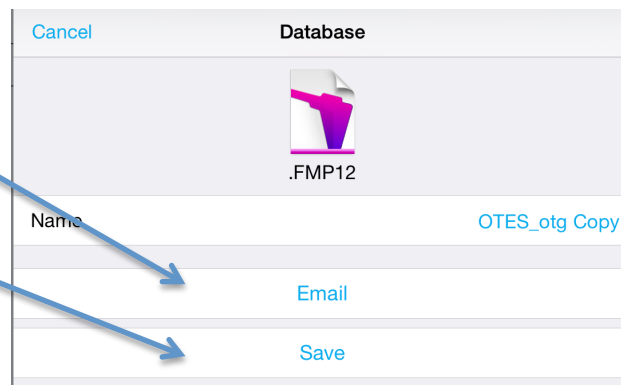 Cancel Database
.FMP12
Name OTES_otg Copy
Email
Save